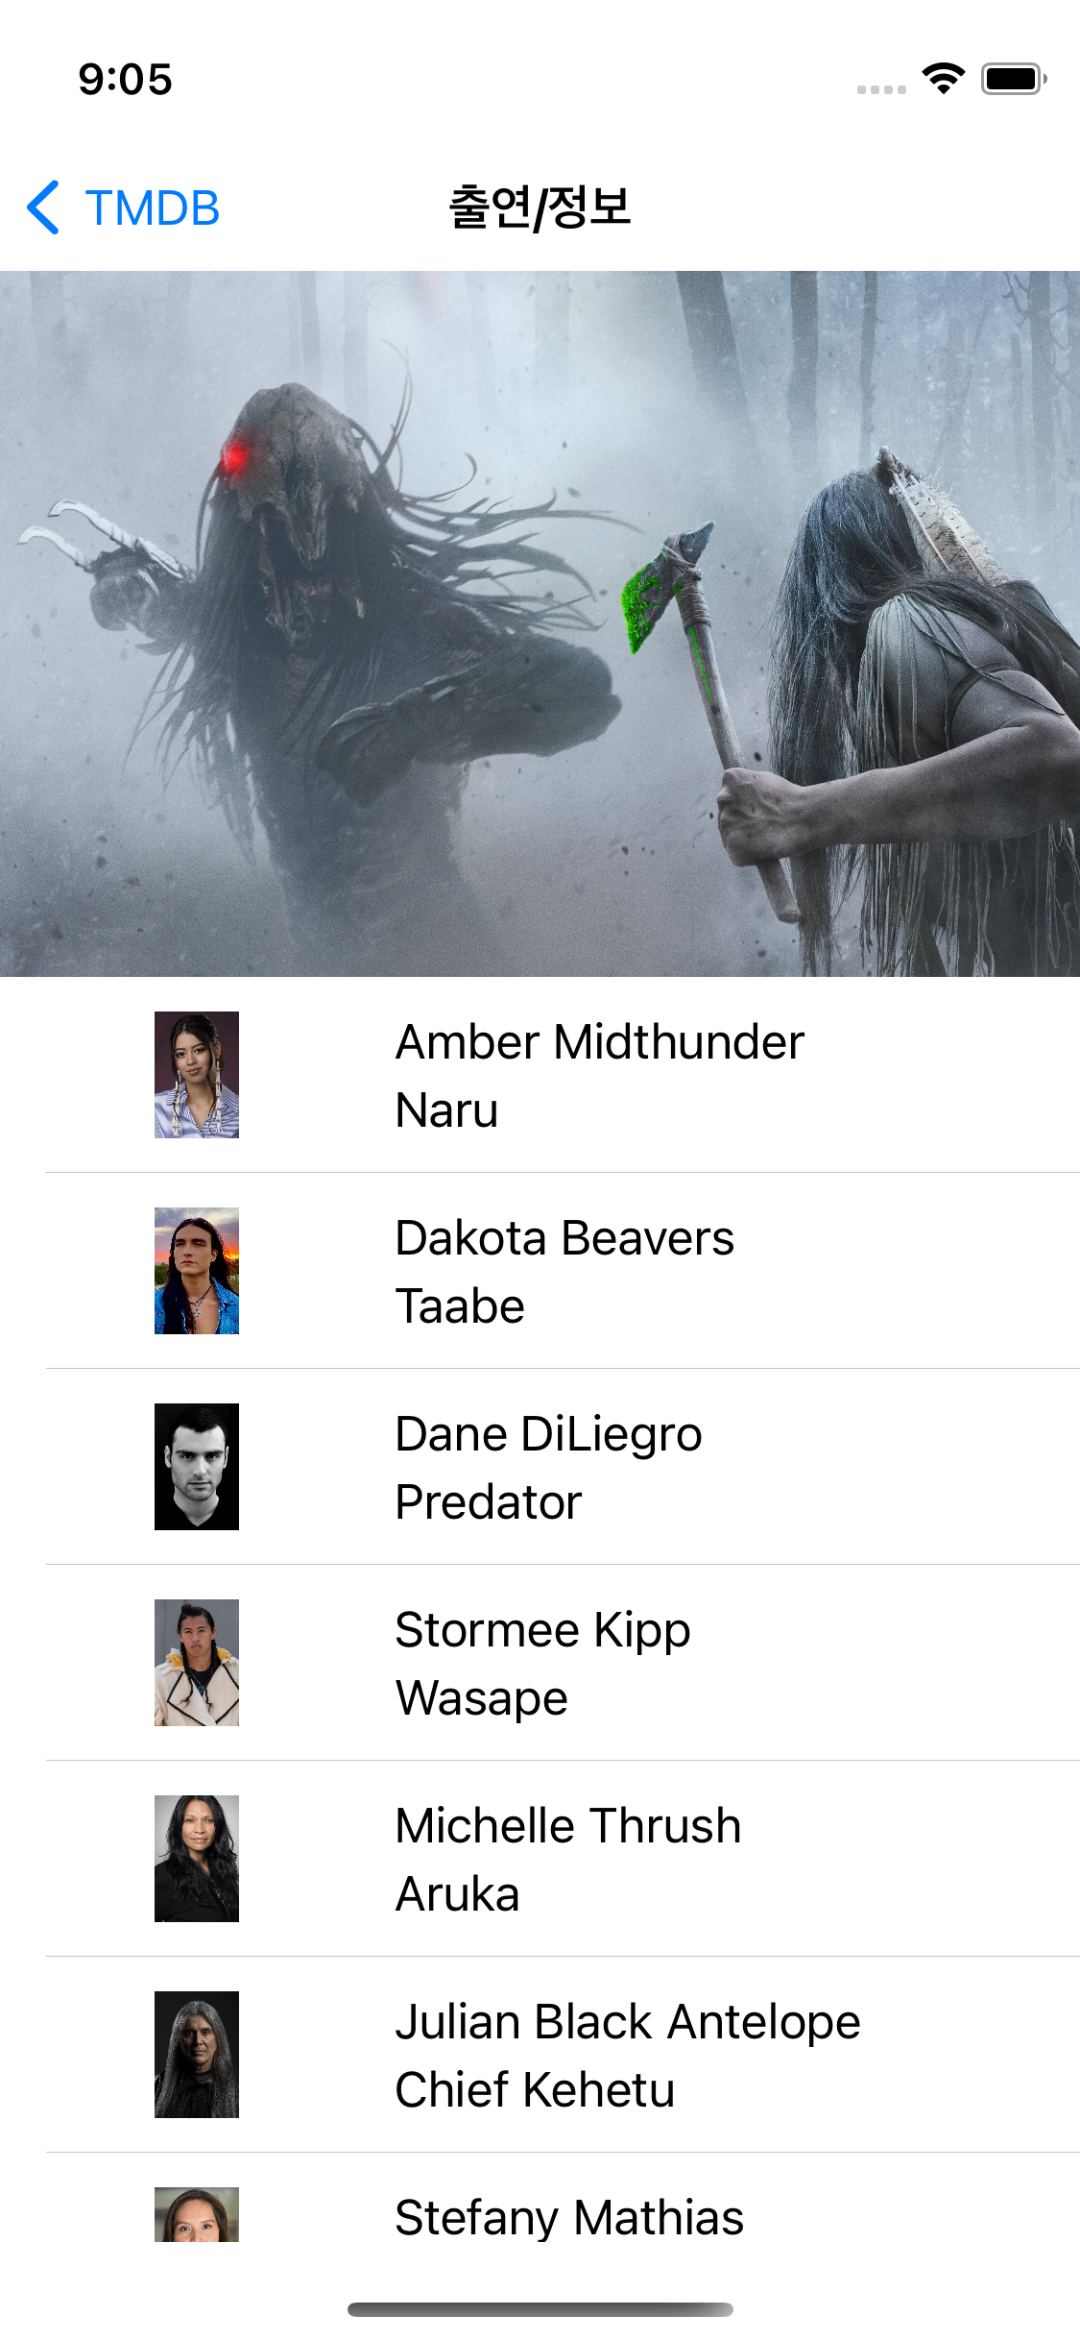 9:05
TMDB
출연/정보
Amber Midthunder
Naru
Dakota Beavers
Taabe
Dane DiLiegro
Predator
Stormee Kipp
Wasape
Michelle Thrush
Aruka
Julian Black Antelope
Chief Kehetu
Stefany Mathias